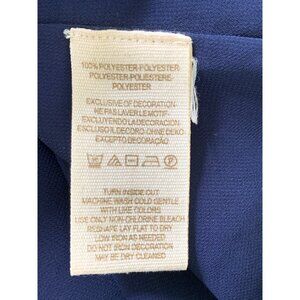 100% POLYESTER-
POLYESTER-POLIESTERE-
POLYESTER
EXCLUSIVE OF DECORATION-
NE PAS LAVER LE MOTIF-
EXCLUYENDO LA DECORACION-
ESCLUSO IL DECORO-OHNE DEKO-
EXCEPTO DECORAÇÃO
TURN INSIDE OUT
MACHINE WASH COLD GENTLE
WITH LIKE COLORS
USE ONLY NON-CHLORINE BLEACH
RESHAPE LAY FLAT TO DRY
LOW IRON AS NEEDED
DO NOT IRON DECORATION
MAY BE DRY CLEANED